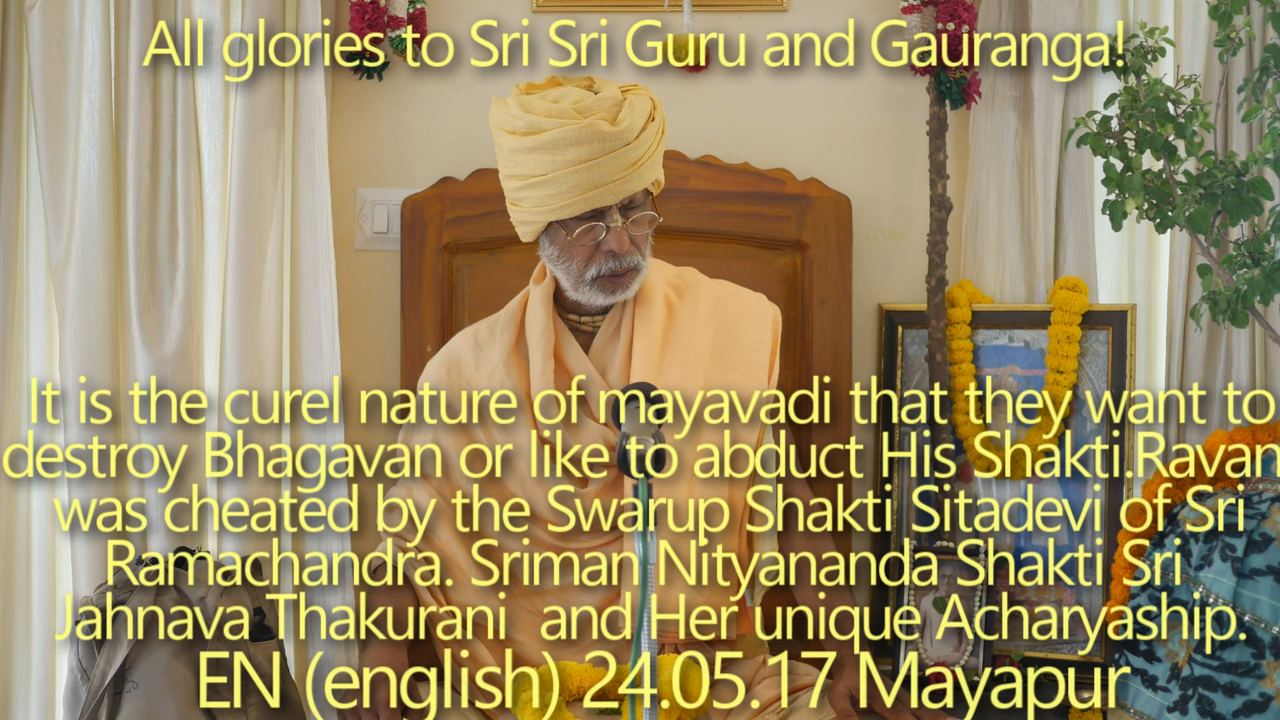 All glories to Sri Sri Guru and Gauranga!
It is the curel nature of mayavadi that they want to
destroy Bhagavan or like to abduct His Shakti.Ravan
was cheated by the Swarup Shakti Sitadevi of Sri
Ramachandra. Sriman Nityananda Shakti Sri
Jahnava Thakurani  and Her unique Acharyaship.
EN (english) 24.05.17 Mayapur